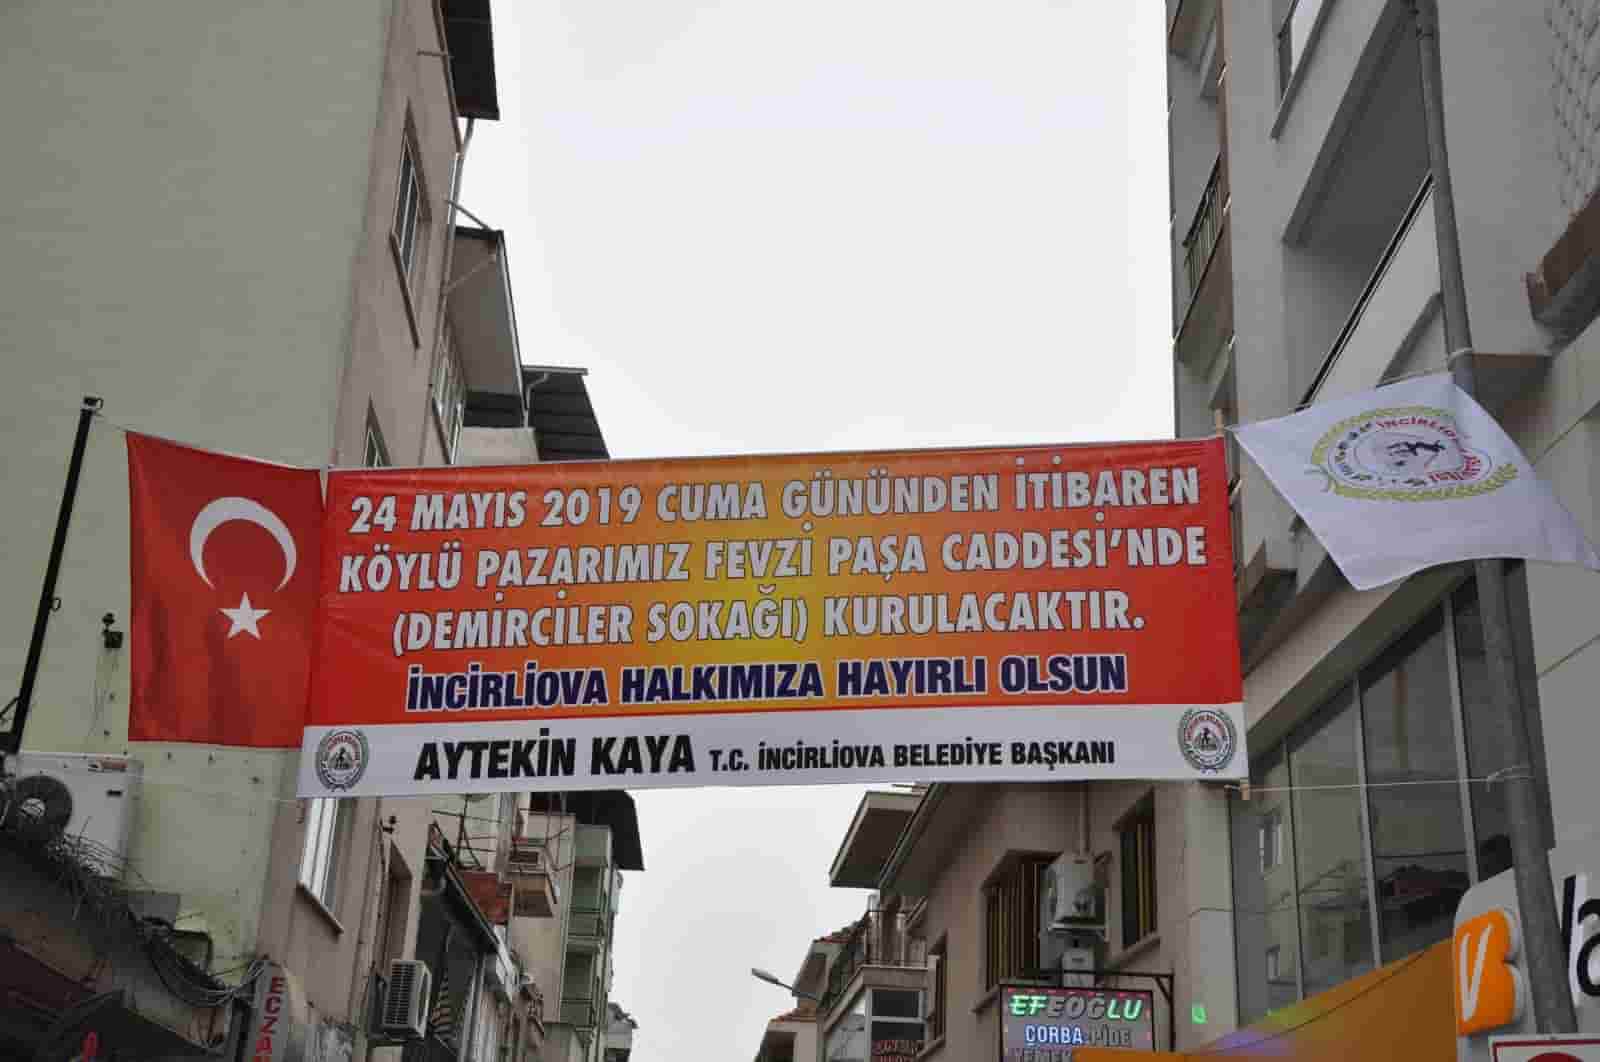 24 MAYIS 2019 CUMA GÜNÜNDEN İTİBAREN
KÖYLÜ PAZARIMIZ FEVZİ PAŞA CADDESİ'NDE
(DEMİRCİLER SOKAĞI) KURULACAKTIR.
İNCİRLİOVA HALKIMIZA HAYIRLI OLSUN
AYTEKİN KAYA T.C. İNCİRLİOVA BELEDİYE BAŞKANI
EFEOĞLU
ÇORBA-PİDE
ECZA